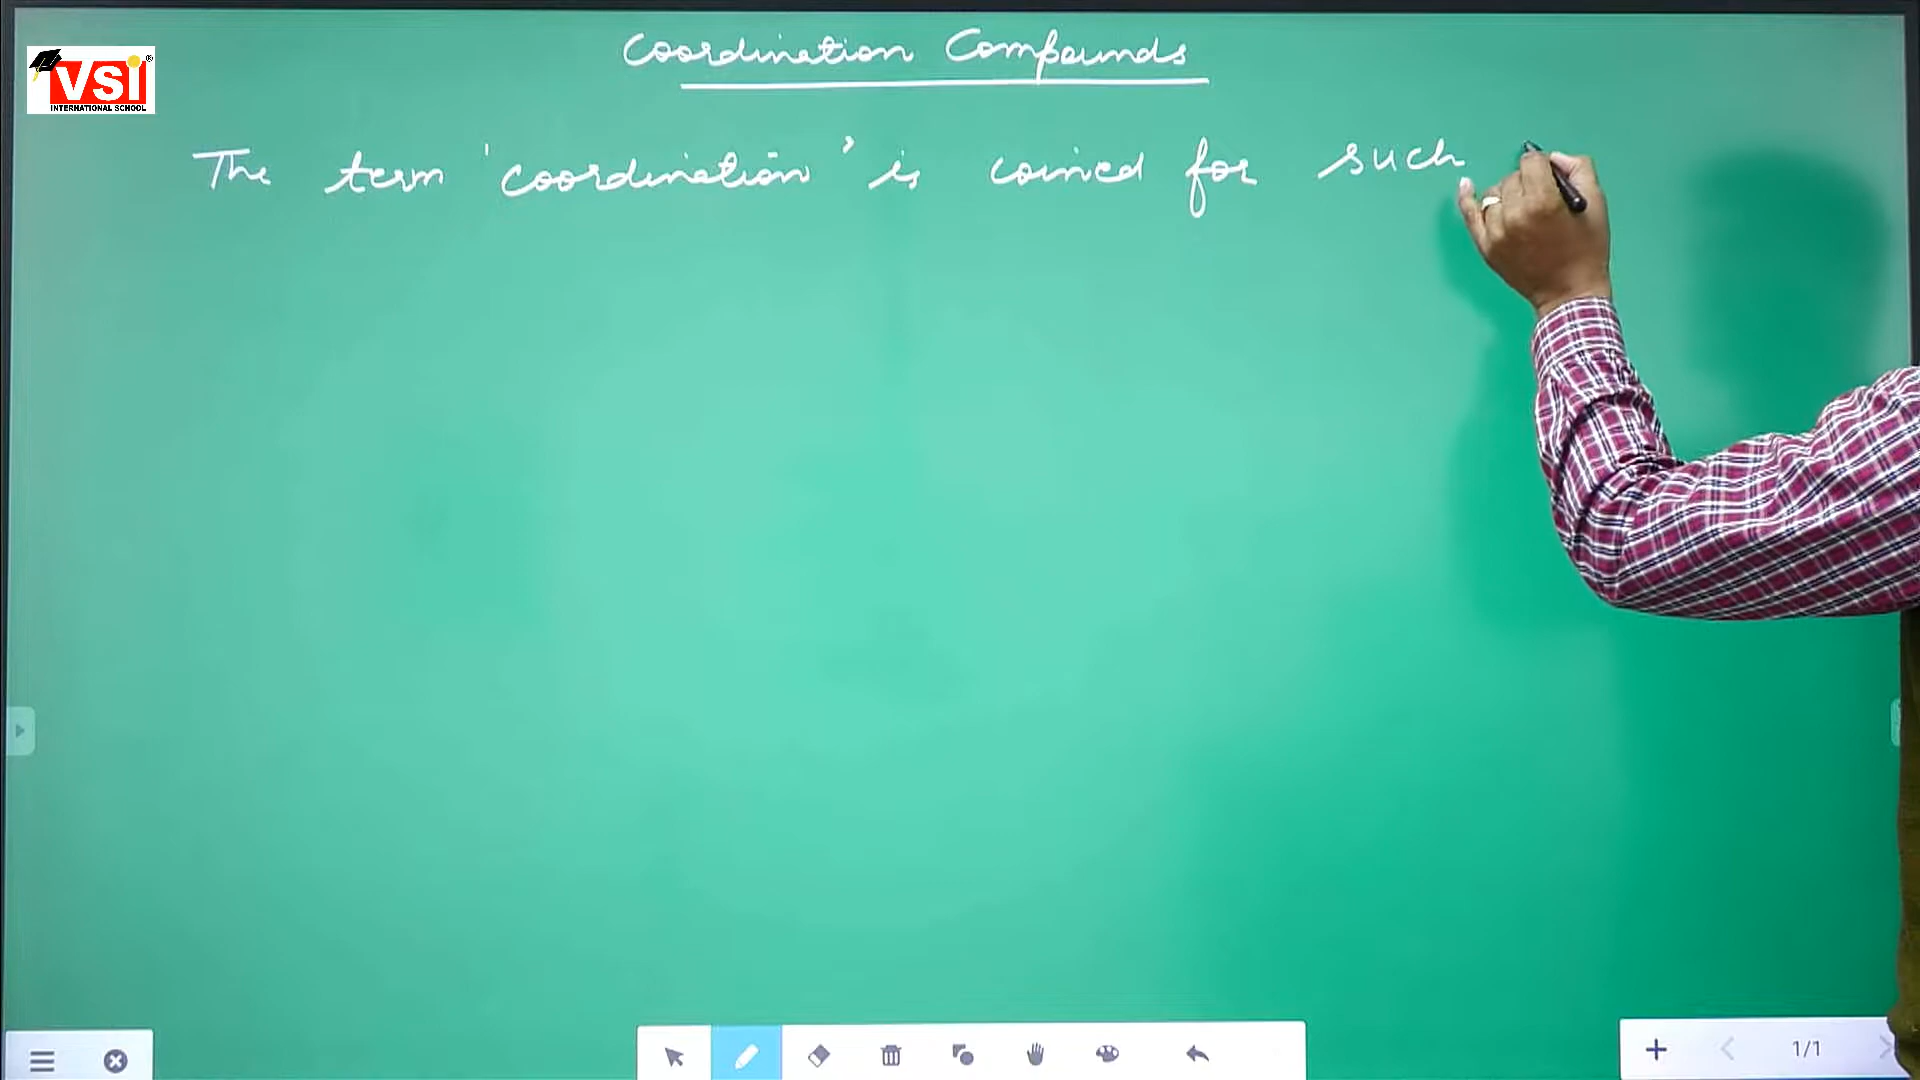 Coordination Compounds
VSI
®
INTERNATIONAL SCHOOL
The term 'coordination' is coined for such
1/1